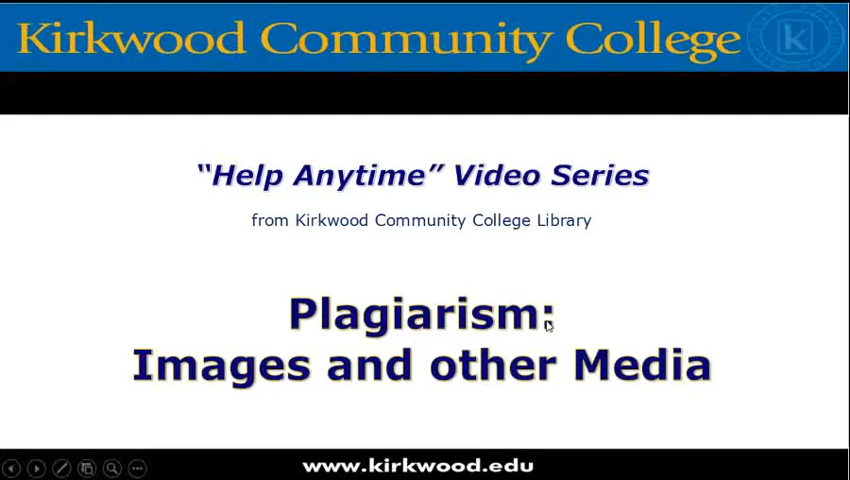 Kirkwood Community College
K
“Help Anytime” Video Series
from Kirkwood Community College Library
Plagiarism:
Images and other Media
www.kirkwood.edu